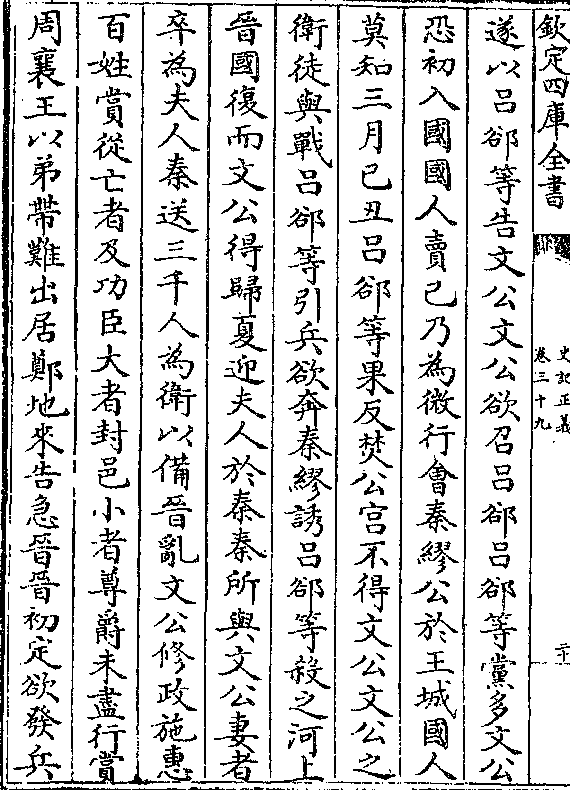 欽定四庫全書
史記正義
卷三十九
二十
遂以吕郤等告文公文公欲召吕郤吕郤等黨多文公
恐初入國國人賣己乃為微行會秦繆公於王城國人
莫知三月己丑吕郤等果反焚公宫不得文公文公之
衛徒與戰吕郤等引兵欲奔秦繆誘吕郤等殺之河上
晉國復而文公得歸夏迎夫人於秦秦所與文公妻者
卒為夫人秦送三千人為衛以備晉亂文公修政施惠
百姓賞從亡者及功臣大者封邑小者尊爵未盡行賞
周襄王以弟帶難出居鄭地來告急晉晉初定欲發兵